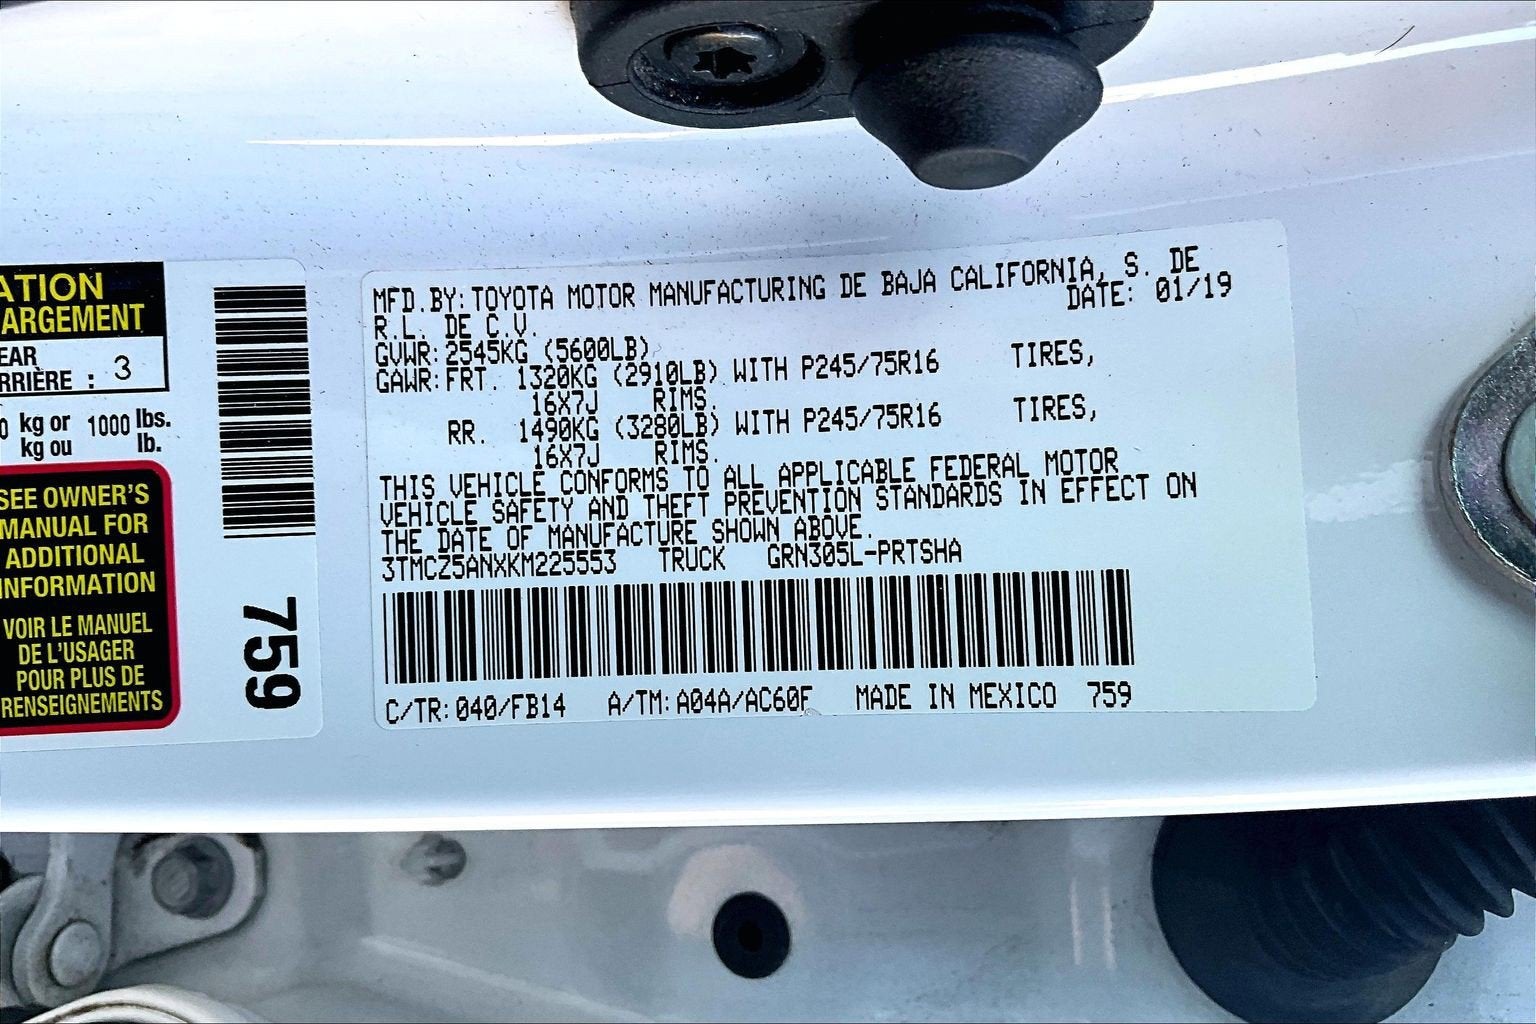 ATION
ARGEMENT
EAR
RRIÈRE : 3
0 kg or 1000 lbs.
kg ou lb.
SEE OWNER'S
MANUAL FOR
ADDITIONAL
INFORMATION
VOIR LE MANUEL
DE L'USAGER
POUR PLUS DE
RENSEIGNEMENTS
759
MFD.BY: TOYOTA MOTOR MANUFACTURING DE BAJA CALIFORNIA, S. DE
R.L. DE C.V. DATE: 01/19
GVWR: 2545KG (5600LB)
GAWR: FRT. 1320KG (2910LB) WITH P245/75R16 TIRES,
16X7J RIMS.
RR. 1490KG (3280LB) WITH P245/75R16 TIRES,
16X7J RIMS.
THIS VEHICLE CONFORMS TO ALL APPLICABLE FEDERAL MOTOR
VEHICLE SAFETY AND THEFT PREVENTION STANDARDS IN EFFECT ON
THE DATE OF MANUFACTURE SHOWN ABOVE.
3TMCZ5ANXKM225553 TRUCK GRN305L-PRTSHA
C/TR: 040/FB14 A/TM: A04A/AC60F MADE IN MEXICO 759